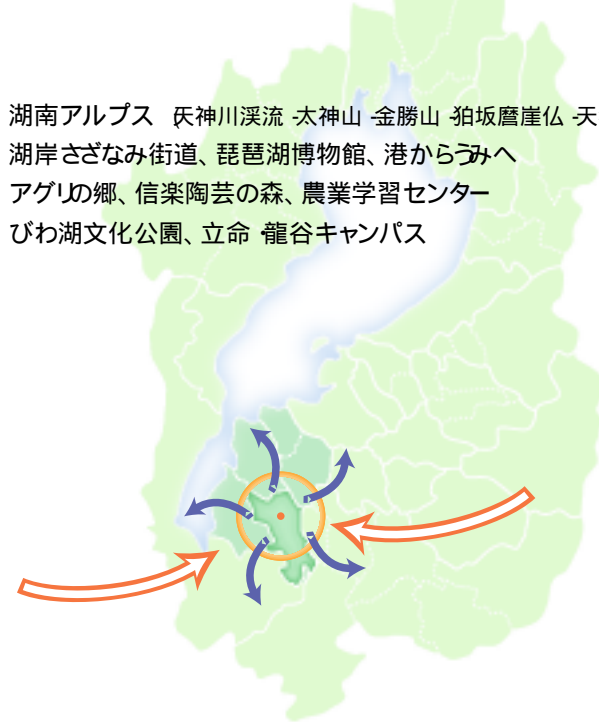 湖南アルプス（天神川渓流-太神山-金勝山-狛坂磨崖仏-天
湖岸さざなみ街道、琵琶湖博物館、港からうみへ
アグリの郷、信楽陶芸の森、農業学習センター
びわ湖文化公園、立命・龍谷キャンパス